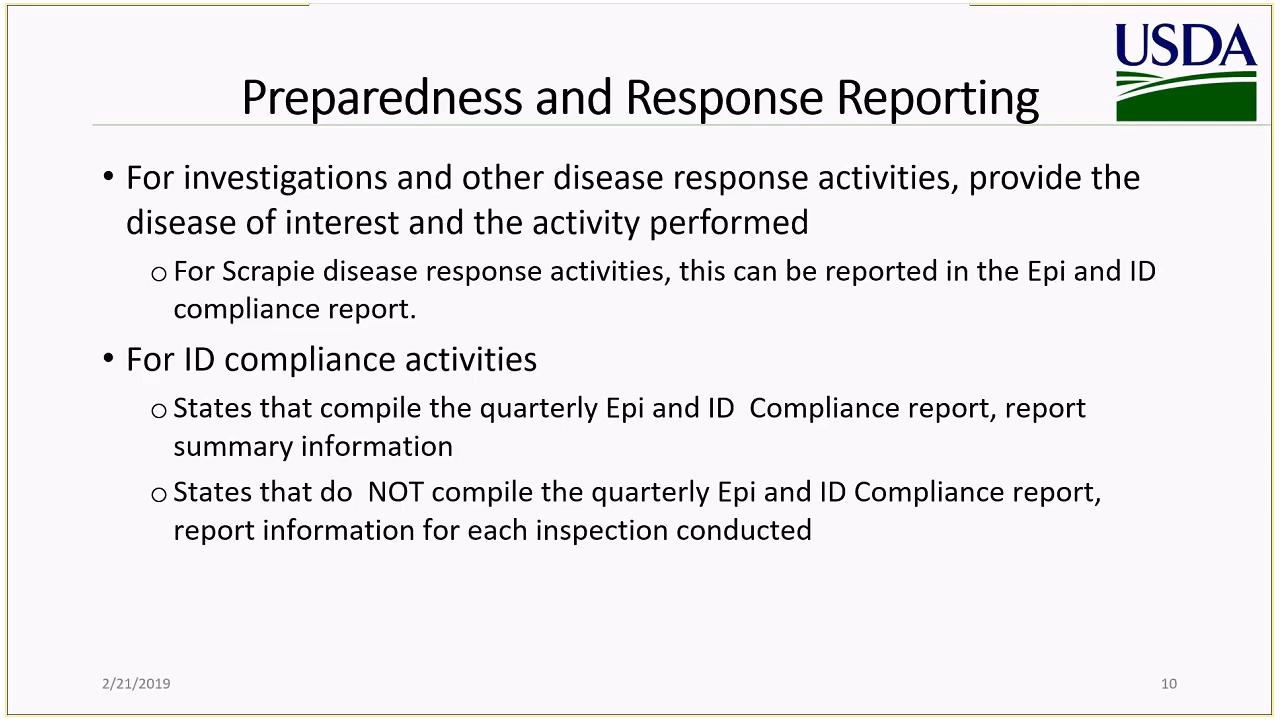 USDA
Preparedness and Response Reporting
• For investigations and other disease response activities, provide the
disease of interest and the activity performed
o For Scrapie disease response activities, this can be reported in the Epi and ID
compliance report.
• For ID compliance activities
o States that compile the quarterly Epi and ID  Compliance report, report
summary information
o States that do  NOT compile the quarterly Epi and ID Compliance report,
report information for each inspection conducted
2/21/2019
10